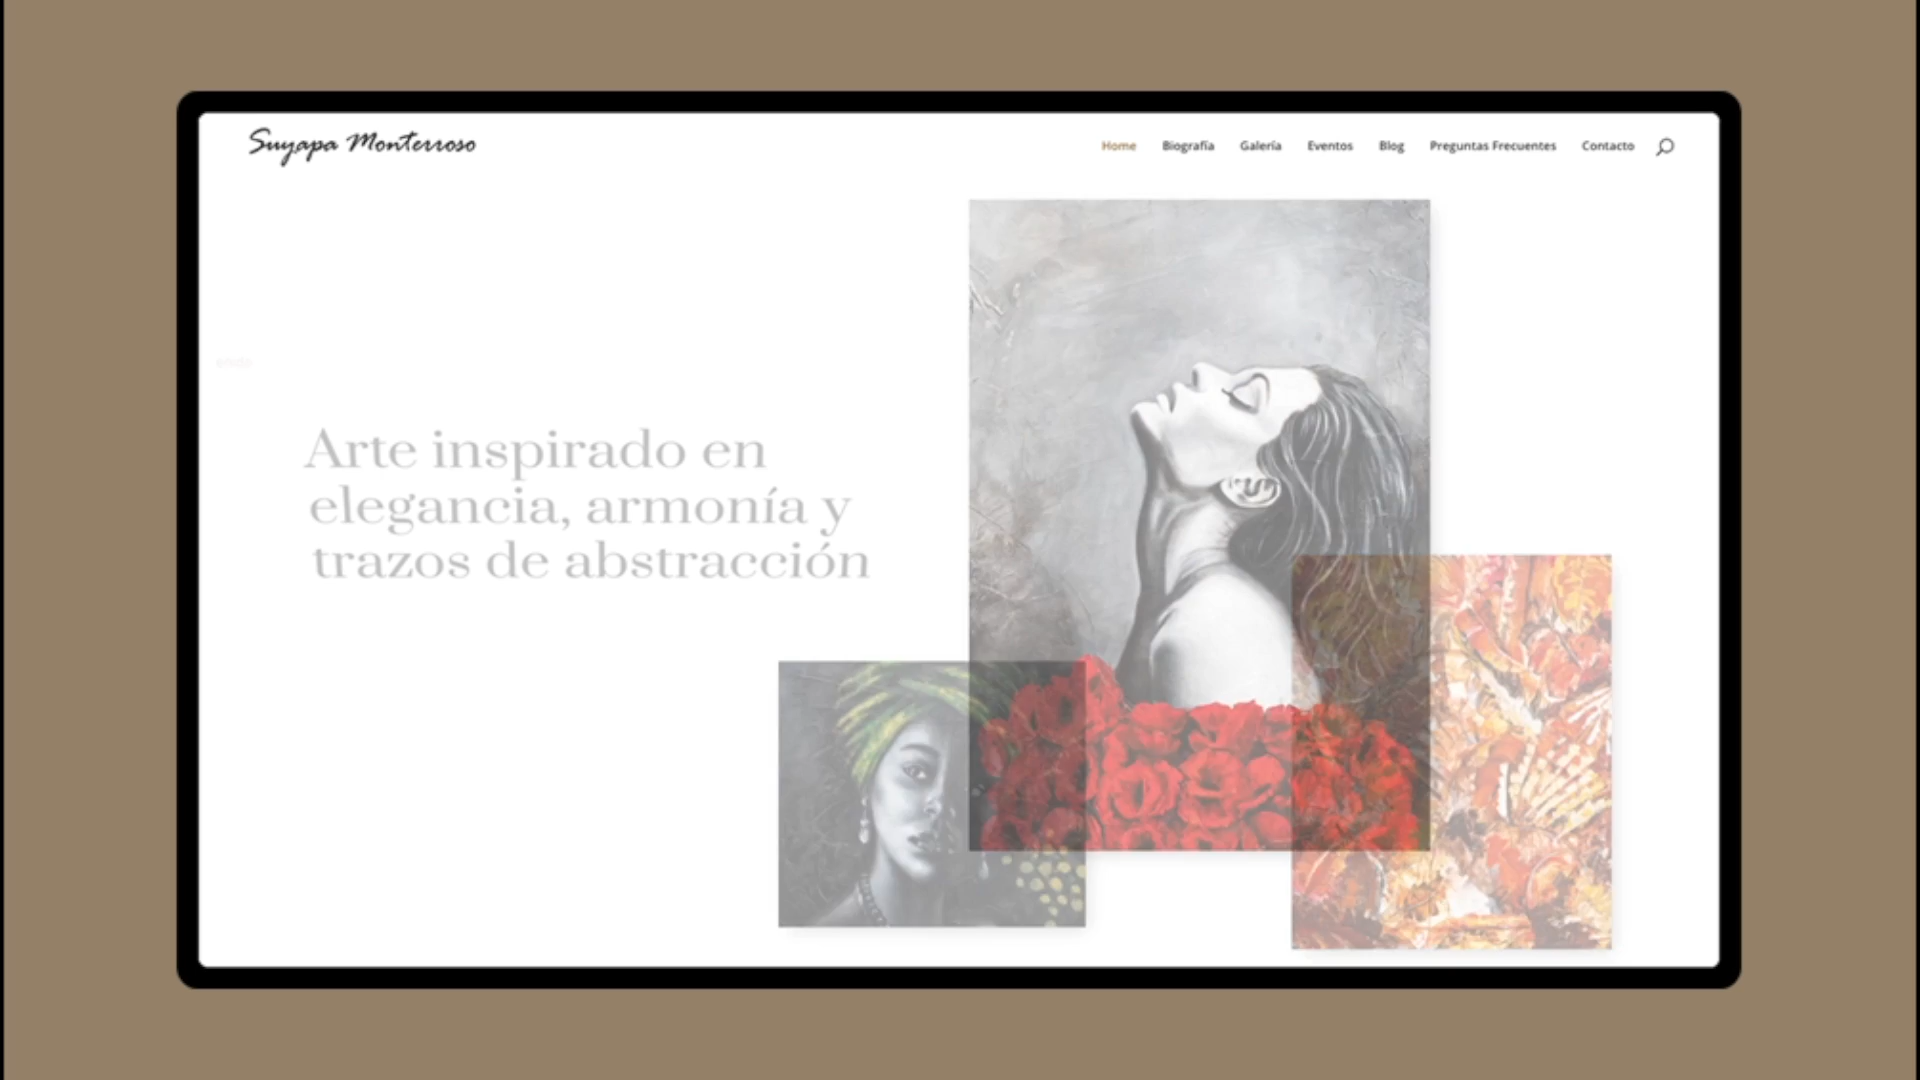 Suyapa Monterroso
Home Biografía Galería Eventos Blog Preguntas Frecuentes Contacto
Arte inspirado en
elegancia, armonía y
trazos de abstracción